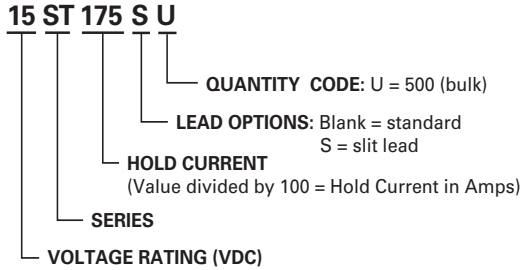 15 ST 175 S U
QUANTITY CODE: U = 500 (bulk)
LEAD OPTIONS: Blank = standard
S = slit lead
HOLD CURRENT
(Value divided by 100 = Hold Current in Amps)
SERIES
VOLTAGE RATING (VDC)